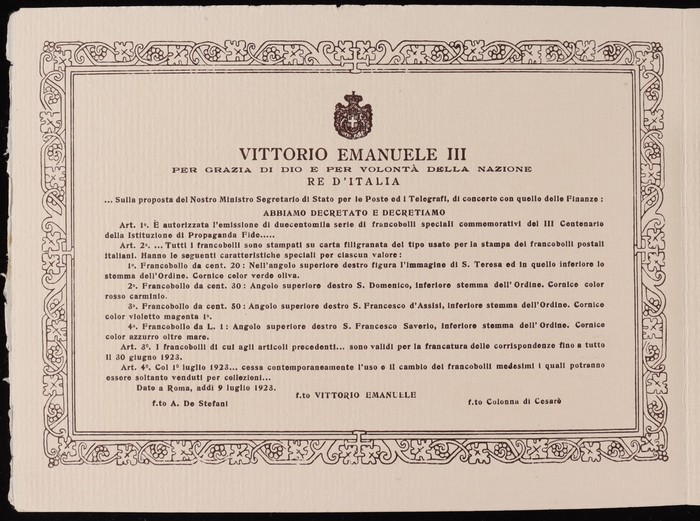 VITTORIO EMANUELE III
PER GRAZIA DI DIO E PER VOLONTÀ DELLA NAZIONE
RE D'ITALIA
... Sulla proposta del Nostro Ministro Segretario di Stato per le Poste ed i Telegrafi, di concerto con quello delle Finanze :
ABBIAMO DECRETATO E DECRETIAMO
Art. 1º. È autorizzata l'emissione di duecentomila serie di francobolli speciali commemorativi del III Centenario
della Istituzione di Propaganda Fide.....
Art. 2º. ... Tutti i francobolli sono stampati su carta filigranata del tipo usato per la stampa dei francobolli postali
italiani. Hanno le seguenti caratteristiche speciali per ciascun valore :
1º. Francobollo da cent. 20 : Nell'angolo superiore destro figura l'immagine di S. Teresa ed in quello inferiore lo
stemma dell'Ordine. Cornice color verde oliva.
2º. Francobollo da cent. 30 : Angolo superiore destro S. Domenico, inferiore stemma dell' Ordine. Cornice color
rosso carminio.
3º. Francobollo da cent. 50 : Angolo superiore destro S. Francesco d'Assisi, inferiore stemma dell'Ordine. Cornice
color violetto magenta 1º.
4º. Francobollo da L. 1 : Angolo superiore destro S. Francesco Saverio, inferiore stemma dell' Ordine. Cornice
color azzurro oltre mare.
Art. 3º. I francobolli di cui agli articoli precedenti... sono validi per la francatura delle corrispondenze fino a tutto
il 30 giugno 1923.
Art. 4º. Col 1º luglio 1923... cessa contemporaneamente l'uso e il cambio dei francobolli medesimi i quali potranno
essere soltanto venduti per collezioni...
Dato a Roma, addì 9 luglio 1923.
f.to VITTORIO EMANUELE
f.to A. De Stefani
f.to Colonna di Cesarò